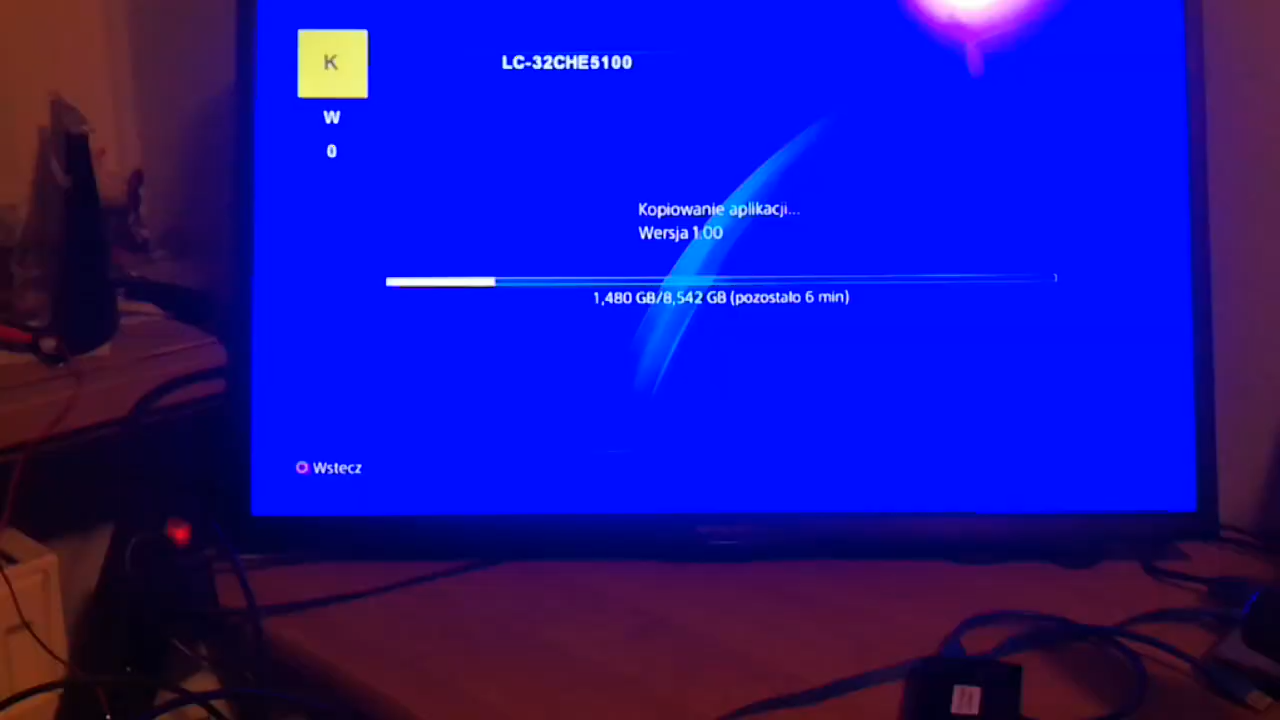 K
W
0
LC-32CHE5100
Kopiowanie aplikacji...
Wersja 1.00
1,480 GB/8,542 GB (pozostało 6 min)
Wstecz